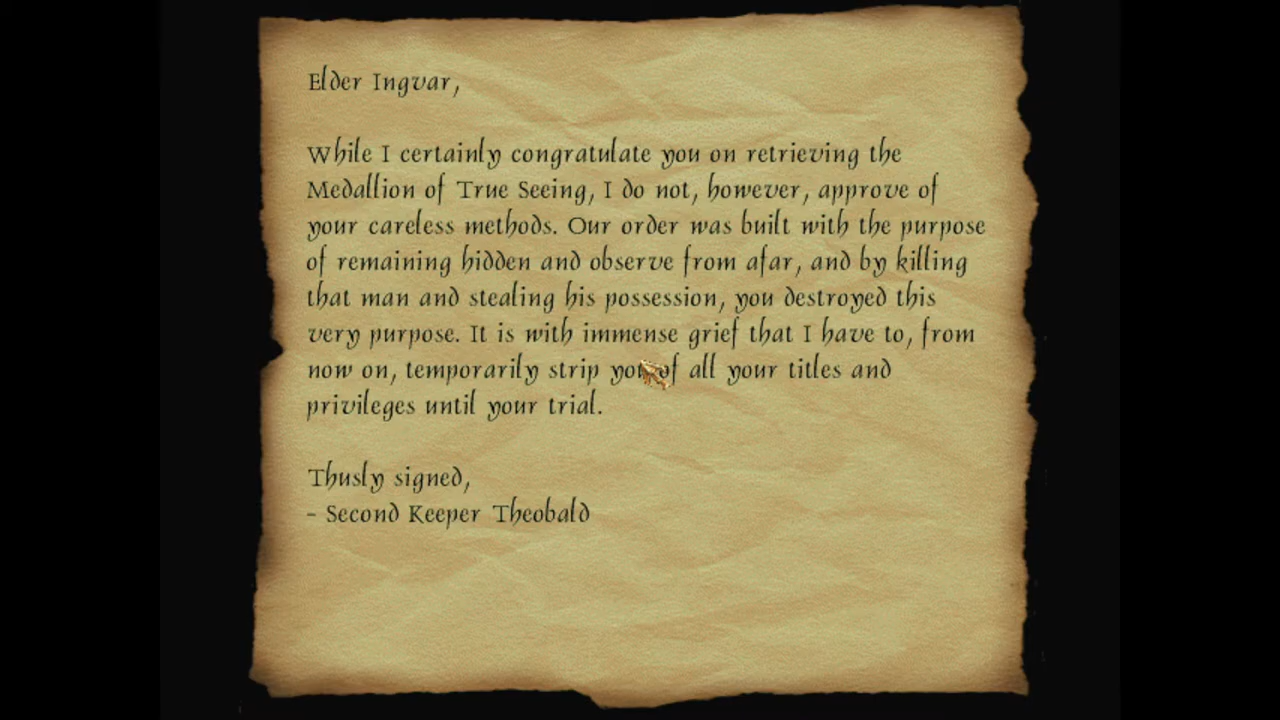 Elder Ingvar,
While I certainly congratulate you on retrieving the
Medallion of True Seeing, I do not, however, approve of
your careless methods. Our order was built with the purpose
of remaining hidden and observe from afar, and by killing
that man and stealing his possession, you destroyed this
very purpose. It is with immense grief that I have to, from
now on, temporarily strip you of all your titles and
privileges until your trial.
Thusly signed,
- Second Keeper Theobald